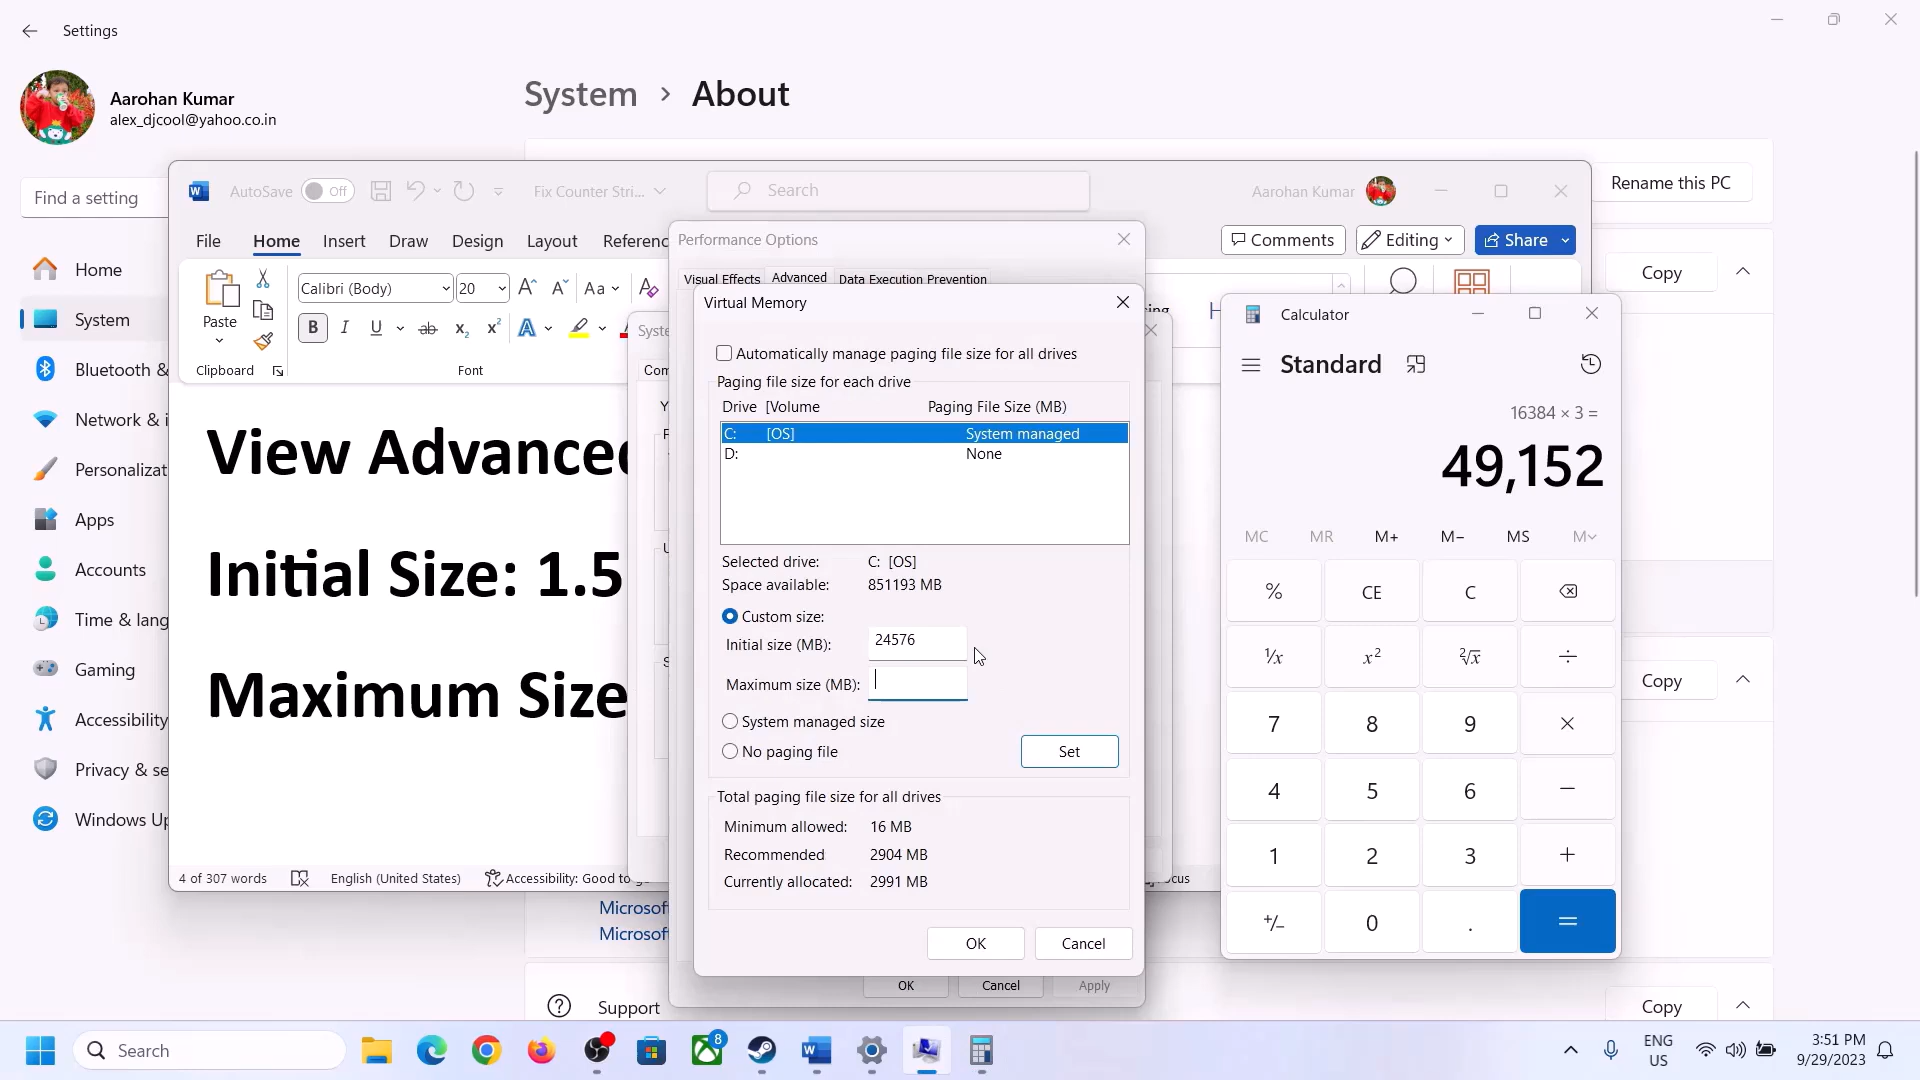 Settings
Aarohan Kumar
alex_djcool@yahoo.co.in
System > About
Find a setting
Home
System
Bluetooth &
Network & i
Personalizat
Apps
Accounts
Time & lang
Gaming
Accessibility
Privacy & se
Windows Up
Rename this PC
Copy
Copy
Copy
AutoSave Off
Fix Counter Stri...
Search
Aarohan Kumar
File Home Insert Draw Design Layout Referenc
Comments Editing Share
Paste
Calibri (Body) 20
Clipboard Font
View Advanced
Initial Size: 1.5
Maximum Size
4 of 307 words English (United States) Accessibility: Good to g
Microsof
Microsof
Support
Performance Options
Visual Effects Advanced Data Execution Prevention
OK Cancel Apply
Virtual Memory
Automatically manage paging file size for all drives
Paging file size for each drive
Drive [Volume Paging File Size (MB)
C: [OS] System managed
D: None
Selected drive: C: [OS]
Space available: 851193 MB
Custom size:
Initial size (MB): 24576
Maximum size (MB):
System managed size
No paging file
Set
Total paging file size for all drives
Minimum allowed: 16 MB
Recommended 2904 MB
Currently allocated: 2991 MB
OK Cancel
Calculator
Standard
16384 × 3 =
49,152
MC MR M+ M− MS M
% CE C
¹/x x² ²√x ÷
7 8 9 ×
4 5 6 −
1 2 3 +
+/− 0 . =
Search
8
ENG
US
3:51 PM
9/29/2023